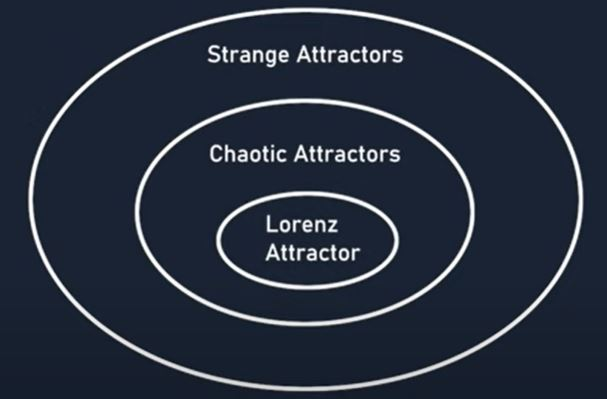 Strange Attractors
Chaotic Attractors
Lorenz
Attractor